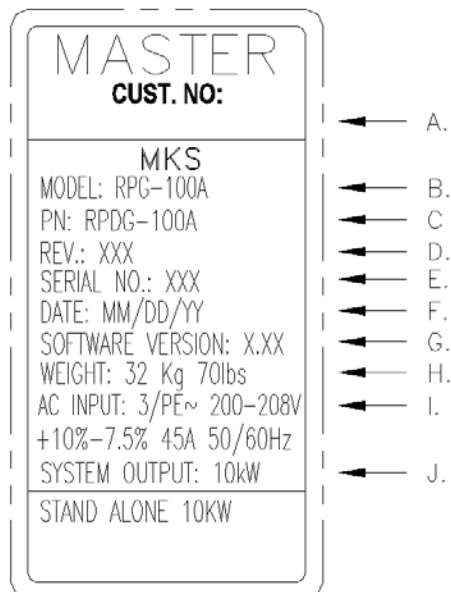 MASTER
CUST. NO:
A.
MKS
MODEL: RPG-100A
B.
PN: RPDG-100A
C
REV.: XXX
D.
SERIAL NO.: XXX
E.
DATE: MM/DD/YY
F.
SOFTWARE VERSION: X.XX
G.
WEIGHT: 32 Kg 70lbs
H.
AC INPUT: 3/PE~ 200-208V
I.
+10%-7.5% 45A 50/60Hz
SYSTEM OUTPUT: 10kW
J.
STAND ALONE 10KW